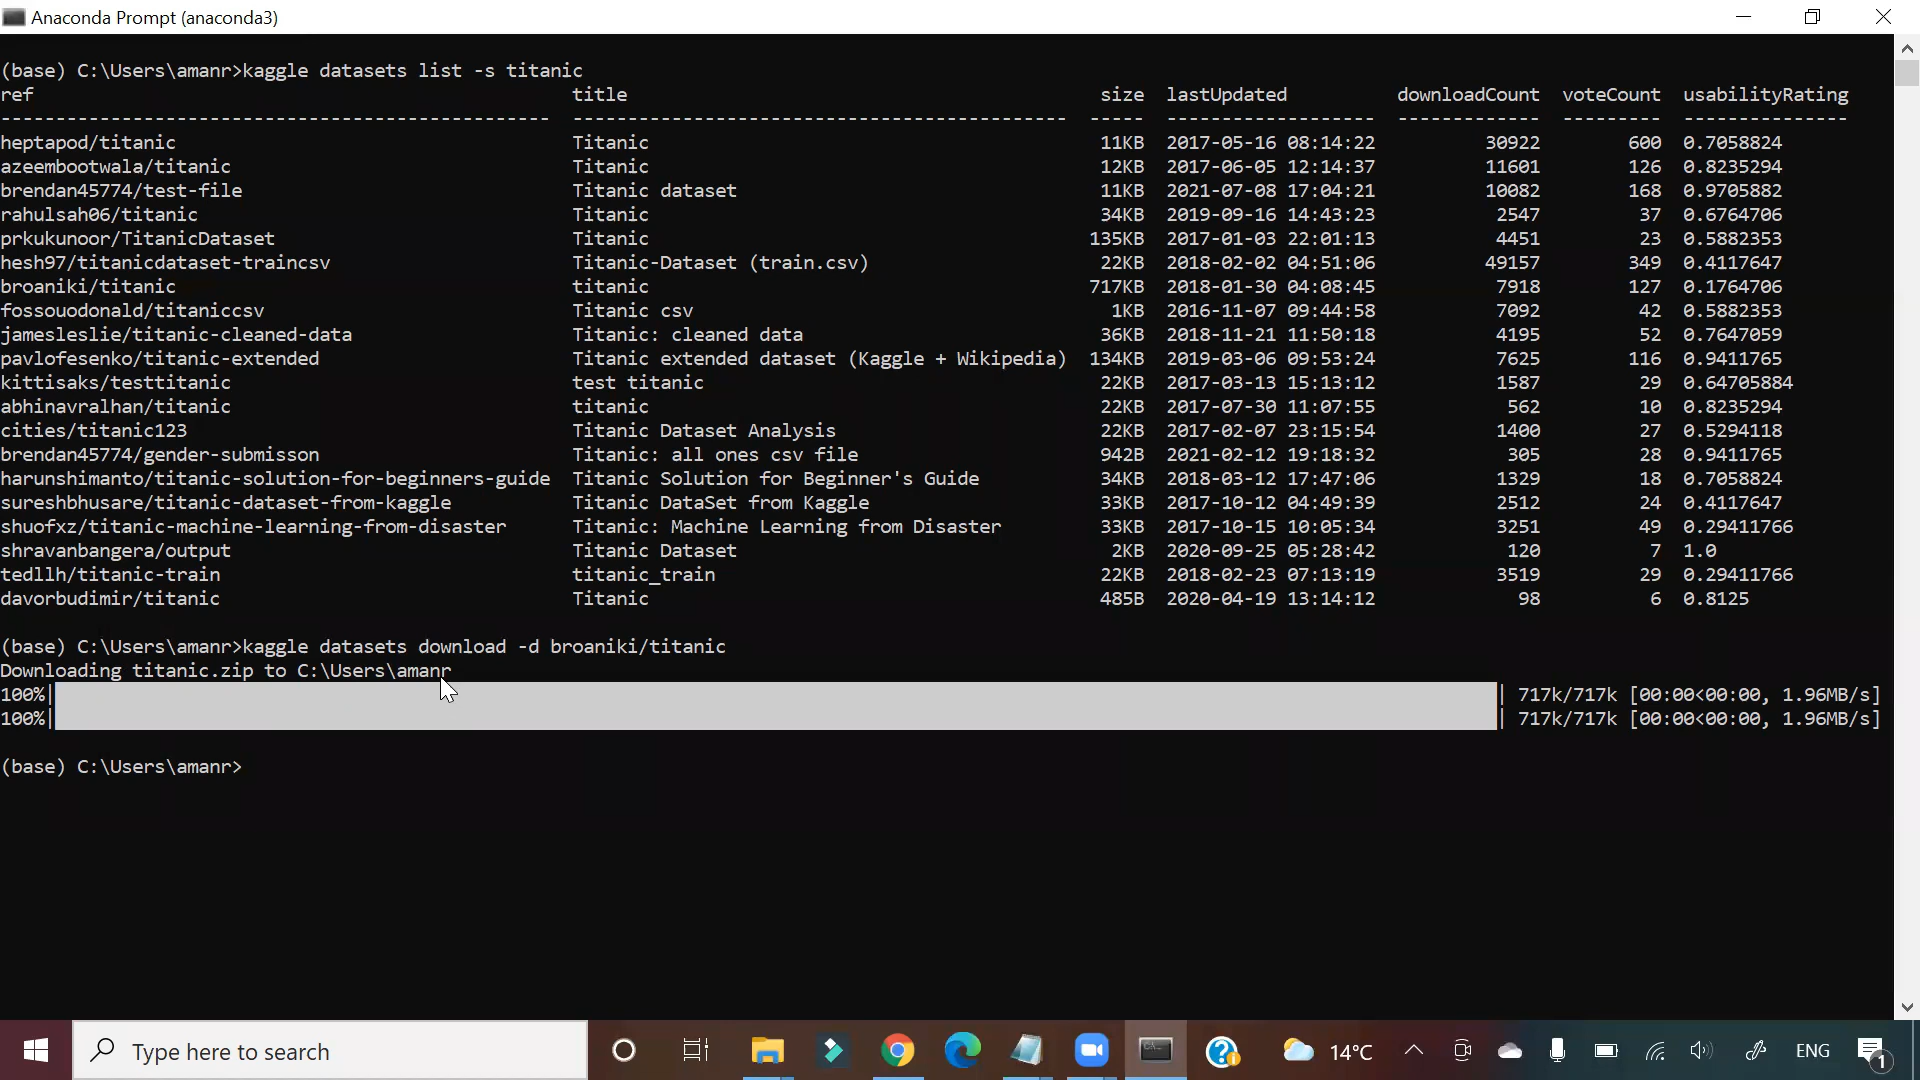 Anaconda Prompt (anaconda3)
(base) C:\Users\amanr>kaggle datasets list -s titanic
ref title size lastUpdated downloadCount voteCount usabilityRating
-------------------------------------------------- --------------------------------------------- ----- ------------------- ------------- --------- ---------------
heptapod/titanic Titanic 11KB 2017-05-16 08:14:22 30922 600 0.7058824
azeembootwala/titanic Titanic 12KB 2017-06-05 12:14:37 11601 126 0.8235294
brendan45774/test-file Titanic dataset 11KB 2021-07-08 17:04:21 10082 168 0.9705882
rahulsah06/titanic Titanic 34KB 2019-09-16 14:43:23 2547 37 0.6764706
prkukunoor/TitanicDataset Titanic 135KB 2017-01-03 22:01:13 4451 23 0.5882353
hesh97/titanicdataset-traincsv Titanic-Dataset (train.csv) 22KB 2018-02-02 04:51:06 49157 349 0.4117647
broaniki/titanic titanic 717KB 2018-01-30 04:08:45 7918 127 0.1764706
fossouodonald/titaniccsv Titanic csv 1KB 2016-11-07 09:44:58 7092 42 0.5882353
jamesleslie/titanic-cleaned-data Titanic: cleaned data 36KB 2018-11-21 11:50:18 4195 52 0.7647059
pavlofesenko/titanic-extended Titanic extended dataset (Kaggle + Wikipedia) 134KB 2019-03-06 09:53:24 7625 116 0.9411765
kittisaks/testtitanic test titanic 22KB 2017-03-13 15:13:12 1587 29 0.64705884
abhinavralhan/titanic titanic 22KB 2017-07-30 11:07:55 562 10 0.8235294
cities/titanic123 Titanic Dataset Analysis 22KB 2017-02-07 23:15:54 1400 27 0.5294118
brendan45774/gender-submisson Titanic: all ones csv file 942B 2021-02-12 19:18:32 305 28 0.9411765
harunshimanto/titanic-solution-for-beginners-guide Titanic Solution for Beginner's Guide 34KB 2018-03-12 17:47:06 1329 18 0.7058824
sureshbhusare/titanic-dataset-from-kaggle Titanic DataSet from Kaggle 33KB 2017-10-12 04:49:39 2512 24 0.4117647
shuofxz/titanic-machine-learning-from-disaster Titanic: Machine Learning from Disaster 33KB 2017-10-15 10:05:34 3251 49 0.29411766
shravanbangera/output Titanic Dataset 2KB 2020-09-25 05:28:42 120 7 1.0
tedllh/titanic-train titanic_train 22KB 2018-02-23 07:13:19 3519 29 0.29411766
davorbudimir/titanic Titanic 485B 2020-04-19 13:14:12 98 6 0.8125
(base) C:\Users\amanr>kaggle datasets download -d broaniki/titanic
Downloading titanic.zip to C:\Users\amanr
100%| | 717k/717k [00:00<00:00, 1.96MB/s]
100%| | 717k/717k [00:00<00:00, 1.96MB/s]
(base) C:\Users\amanr>
Type here to search 14°C ENG 1